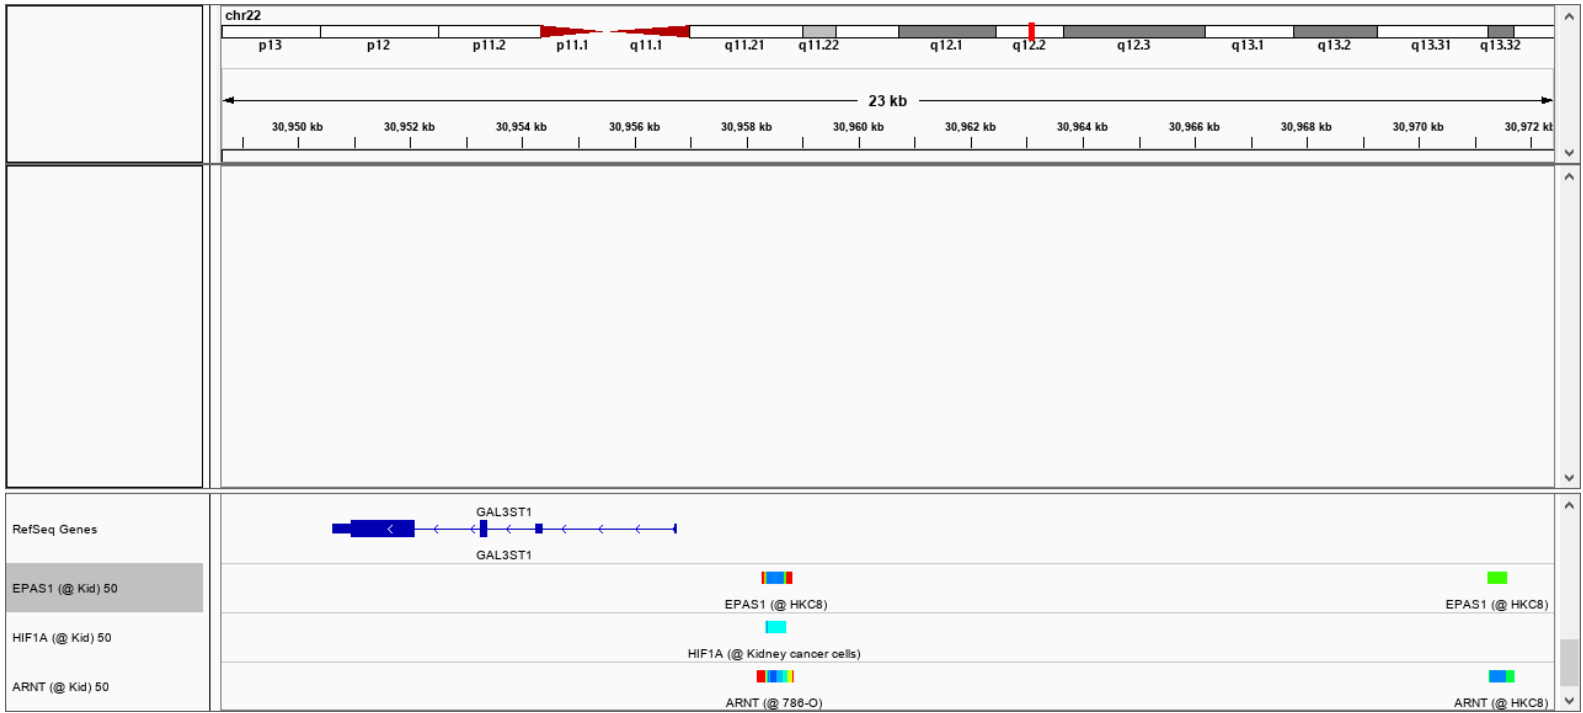 chr22
p13 p12 p11.2 p11.1 q11.1 q11.21 q11.22 q12.1 q12.2 q12.3 q13.1 q13.2 q13.31 q13.32
23 kb
30,950 kb 30,952 kb 30,954 kb 30,956 kb 30,958 kb 30,960 kb 30,962 kb 30,964 kb 30,966 kb 30,968 kb 30,970 kb 30,972 kb
GAL3ST1
RefSeq Genes
GAL3ST1
EPAS1 (@ Kid) 50
EPAS1 (@ HKC8) EPAS1 (@ HKC8)
HIF1A (@ Kid) 50
HIF1A (@ Kidney cancer cells)
ARNT (@ Kid) 50
ARNT (@ 786-O) ARNT (@ HKC8)